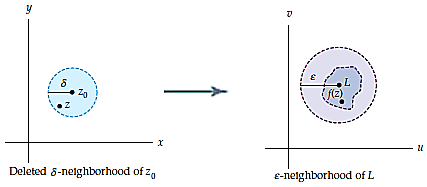 y
δ
z₀
z
x
Deleted δ-neighborhood of z₀
v
ε
L
f(z)
u
ε-neighborhood of L